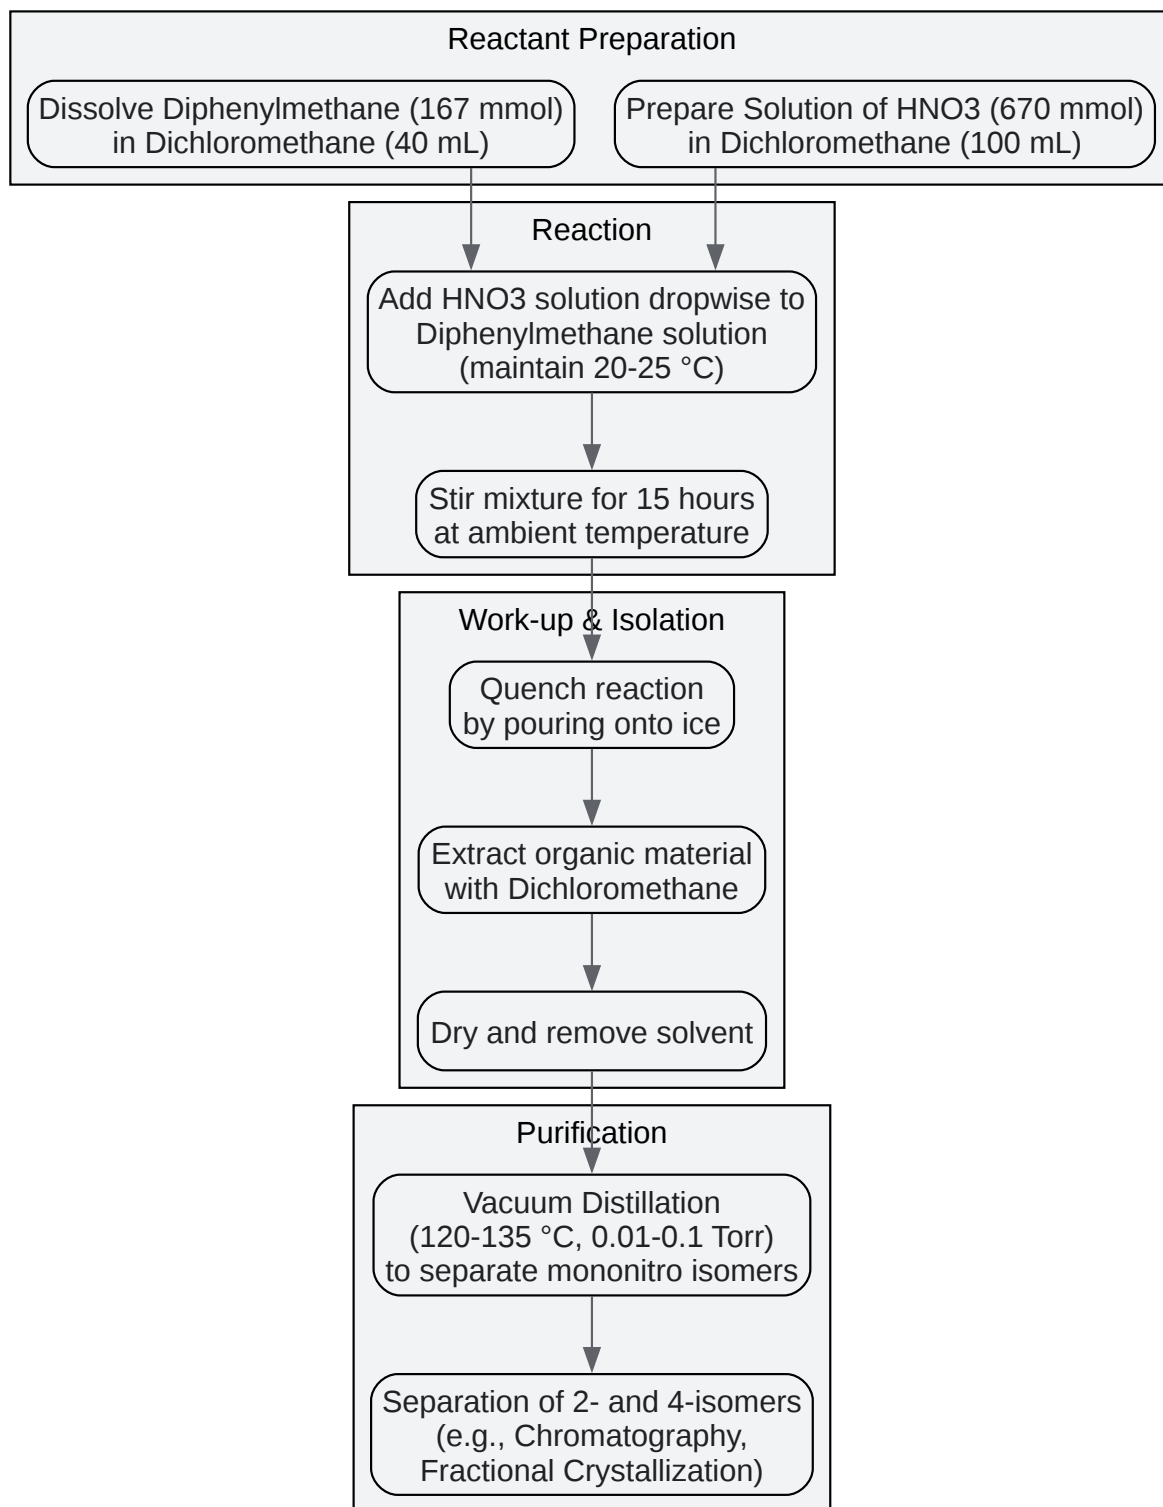 Reactant Preparation
Dissolve Diphenylmethane (167 mmol)
in Dichloromethane (40 mL)
Prepare Solution of HNO3 (670 mmol)
in Dichloromethane (100 mL)
Reaction
Add HNO3 solution dropwise to
Diphenylmethane solution
(maintain 20-25 °C)
Stir mixture for 15 hours
at ambient temperature
Work-up & Isolation
Quench reaction
by pouring onto ice
Extract organic material
with Dichloromethane
Dry and remove solvent
Purification
Vacuum Distillation
(120-135 °C, 0.01-0.1 Torr)
to separate mononitro isomers
Separation of 2- and 4-isomers
(e.g., Chromatography,
Fractional Crystallization)